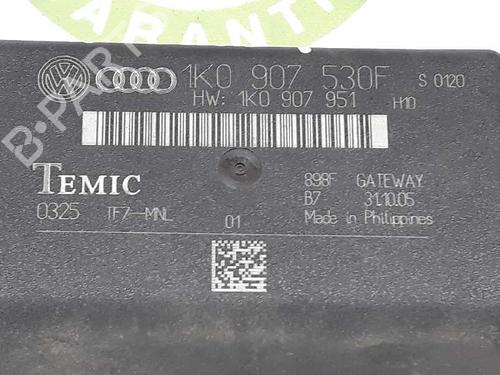 GARANTI
1K0 907 530F S 0120
HW: 1K0 907 951 H10
B-PAR
TEMIC 898F GATEWAY
0325 TF7-MNL B7 31.10.05
01 Made in Philippines